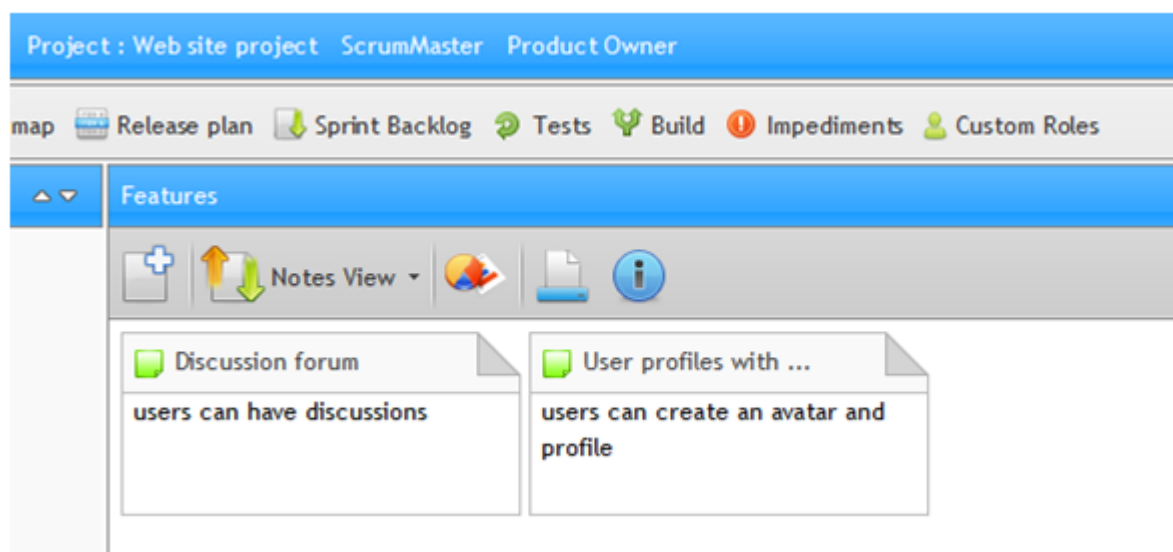 Project : Web site project ScrumMaster Product Owner
map Release plan Sprint Backlog Tests Build Impediments Custom Roles
Features
Notes View
Discussion forum
users can have discussions
User profiles with ...
users can create an avatar and
profile